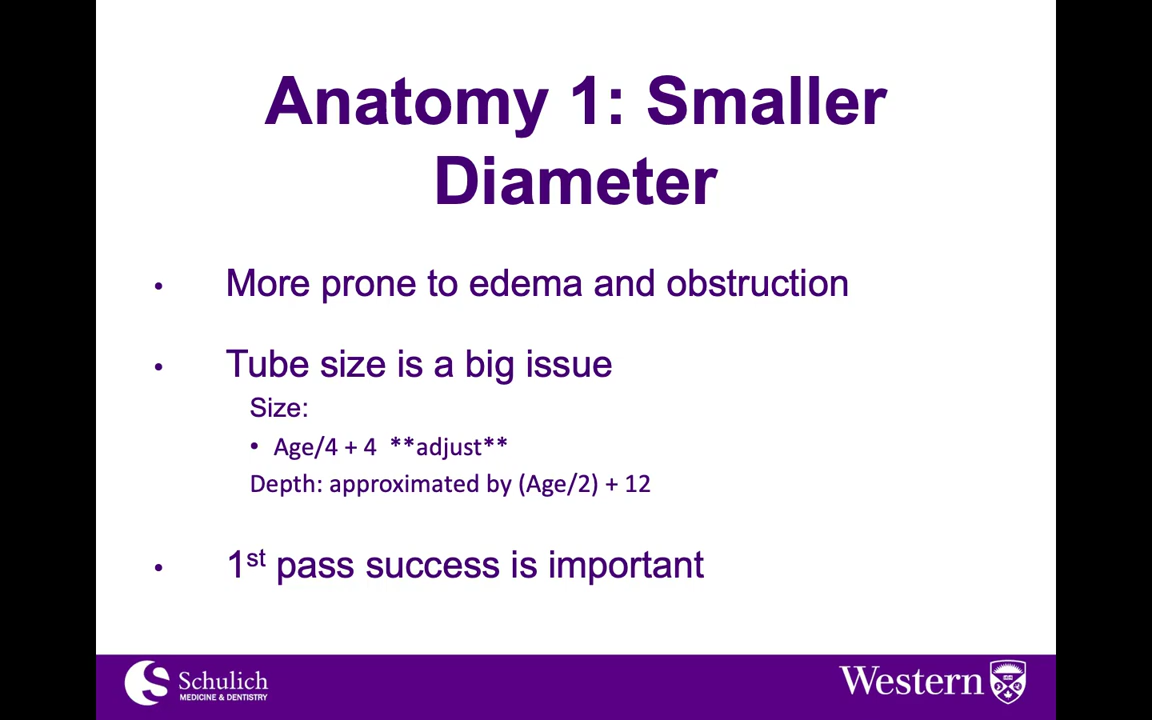 Anatomy 1: Smaller
Diameter
• More prone to edema and obstruction
• Tube size is a big issue
Size:
• Age/4 + 4 **adjust**
Depth: approximated by (Age/2) + 12
• 1st pass success is important
Schulich
MEDICINE & DENTISTRY
Western